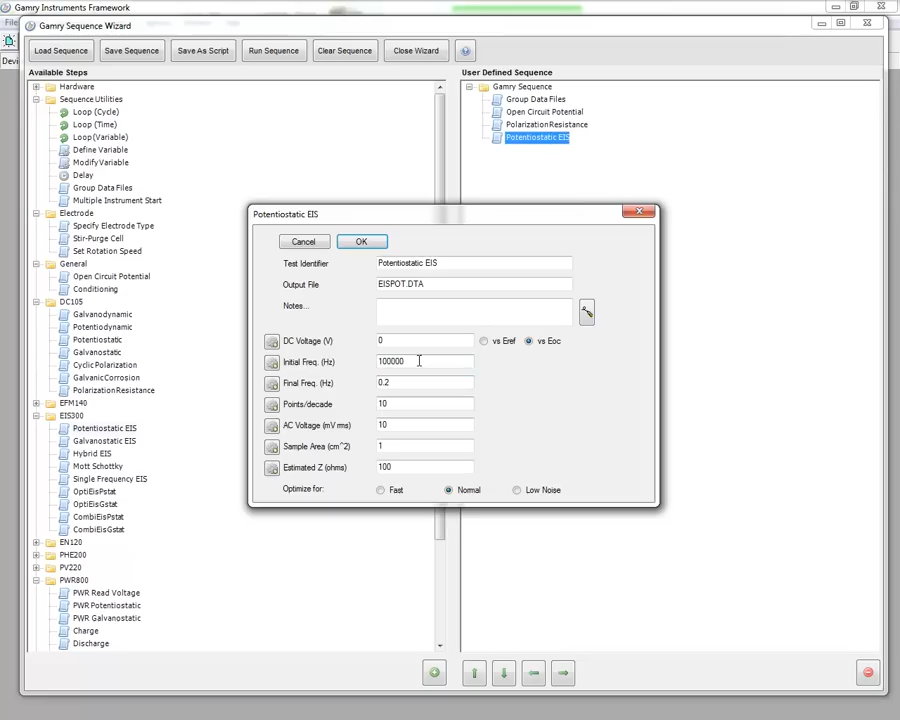 Gamry Instruments Framework
File
Gamry Sequence Wizard
Load Sequence
Save Sequence
Save As Script
Run Sequence
Clear Sequence
Close Wizard
Devi
Available Steps
Hardware
Sequence Utilities
Loop (Cycle)
Loop (Time)
Loop (Variable)
Define Variable
Modify Variable
Delay
Group Data Files
Multiple Instrument Start
Electrode
Specify Electrode Type
Stir-Purge Cell
Set Rotation Speed
General
Open Circuit Potential
Conditioning
DC105
Galvanodynamic
Potentiodynamic
Potentiostatic
Galvanostatic
Cyclic Polarization
GalvanicCorrosion
PolarizationResistance
EFM140
EIS300
Potentiostatic EIS
Galvanostatic EIS
Hybrid EIS
Mott Schottky
Single Frequency EIS
OptiEisPstat
OptiEisGstat
CombiEisPstat
CombiEisGstat
EN120
PHE200
PV220
PWR800
PWR Read Voltage
PWR Potentiostatic
PWR Galvanostatic
Charge
Discharge
User Defined Sequence
Gamry Sequence
Group Data Files
Open Circuit Potential
PolarizationResistance
Potentiostatic EIS
Potentiostatic EIS
Cancel
OK
Test Identifier
Potentiostatic EIS
Output File
EISPOT.DTA
Notes...
DC Voltage (V)
0
vs Eref
vs Eoc
Initial Freq. (Hz)
100000
Final Freq. (Hz)
0.2
Points/decade
10
AC Voltage (mV rms)
10
Sample Area (cm^2)
1
Estimated Z (ohms)
100
Optimize for:
Fast
Normal
Low Noise